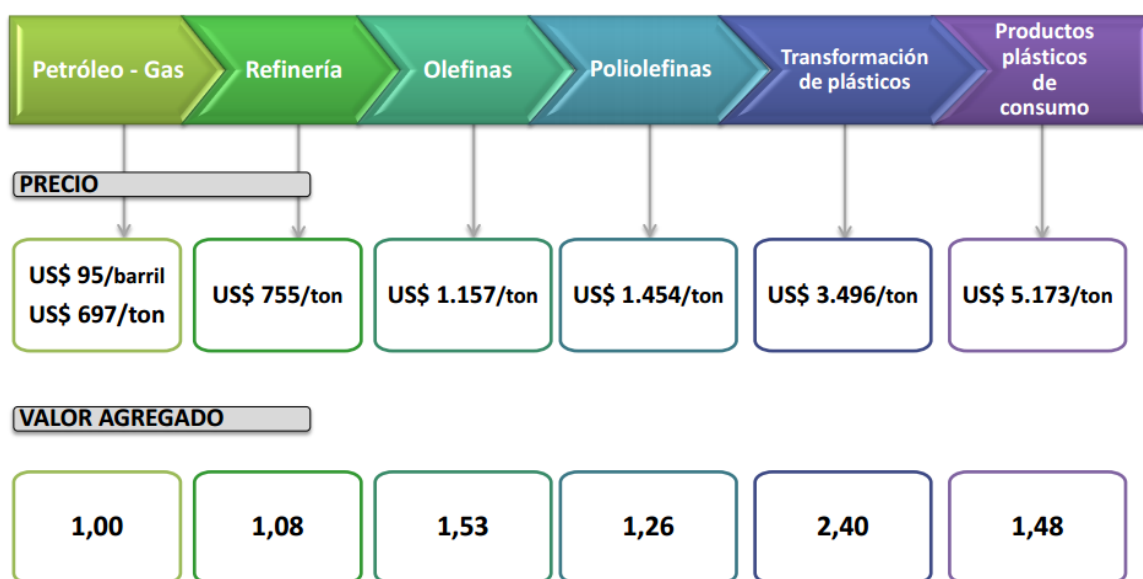 Petróleo - Gas
Refinería
Olefinas
Poliolefinas
Transformación
de plásticos
Productos
plásticos
de
consumo
PRECIO
US$ 95/barril
US$ 697/ton
US$ 755/ton
US$ 1.157/ton
US$ 1.454/ton
US$ 3.496/ton
US$ 5.173/ton
VALOR AGREGADO
1,00
1,08
1,53
1,26
2,40
1,48